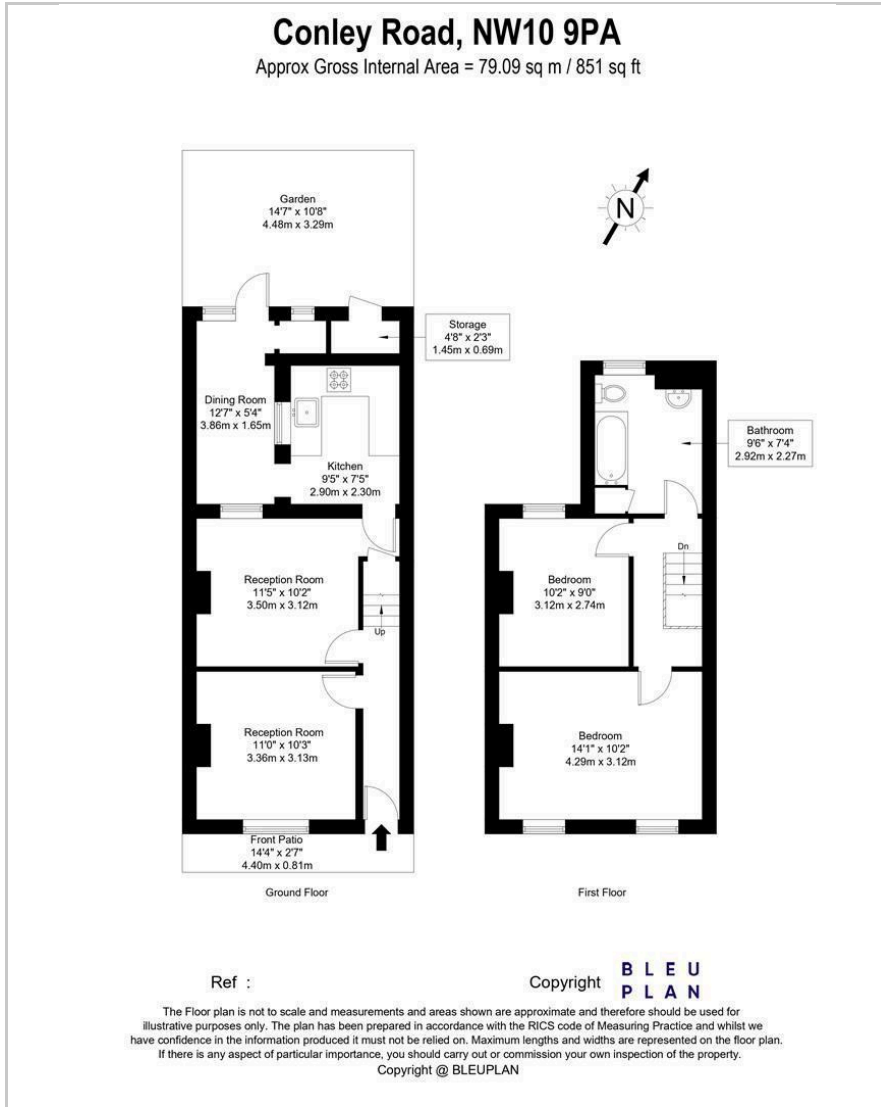 Conley Road, NW10 9PA
Approx Gross Internal Area = 79.09 sq m / 851 sq ft
Garden
14'7" x 10'8"
4.48m x 3.29m
N
Storage
4'8" x 2'3"
1.45m x 0.69m
Dining Room
12'7" x 5'4"
3.86m x 1.65m
Kitchen
9'5" x 7'5"
2.90m x 2.30m
Reception Room
11'5" x 10'2"
3.50m x 3.12m
Up
Reception Room
11'0" x 10'3"
3.36m x 3.13m
Front Patio
14'4" x 2'7"
4.40m x 0.81m
Ground Floor
Bathroom
9'6" x 7'4"
2.92m x 2.27m
Dn
Bedroom
10'2" x 9'0"
3.12m x 2.74m
Bedroom
14'1" x 10'2"
4.29m x 3.12m
First Floor
Ref :
Copyright
BLEU
PLAN
The Floor plan is not to scale and measurements and areas shown are approximate and therefore should be used for
illustrative purposes only. The plan has been prepared in accordance with the RICS code of Measuring Practice and whilst we
have confidence in the information produced it must not be relied on. Maximum lengths and widths are represented on the floor plan.
If there is any aspect of particular importance, you should carry out or commission your own inspection of the property.
Copyright @ BLEUPLAN